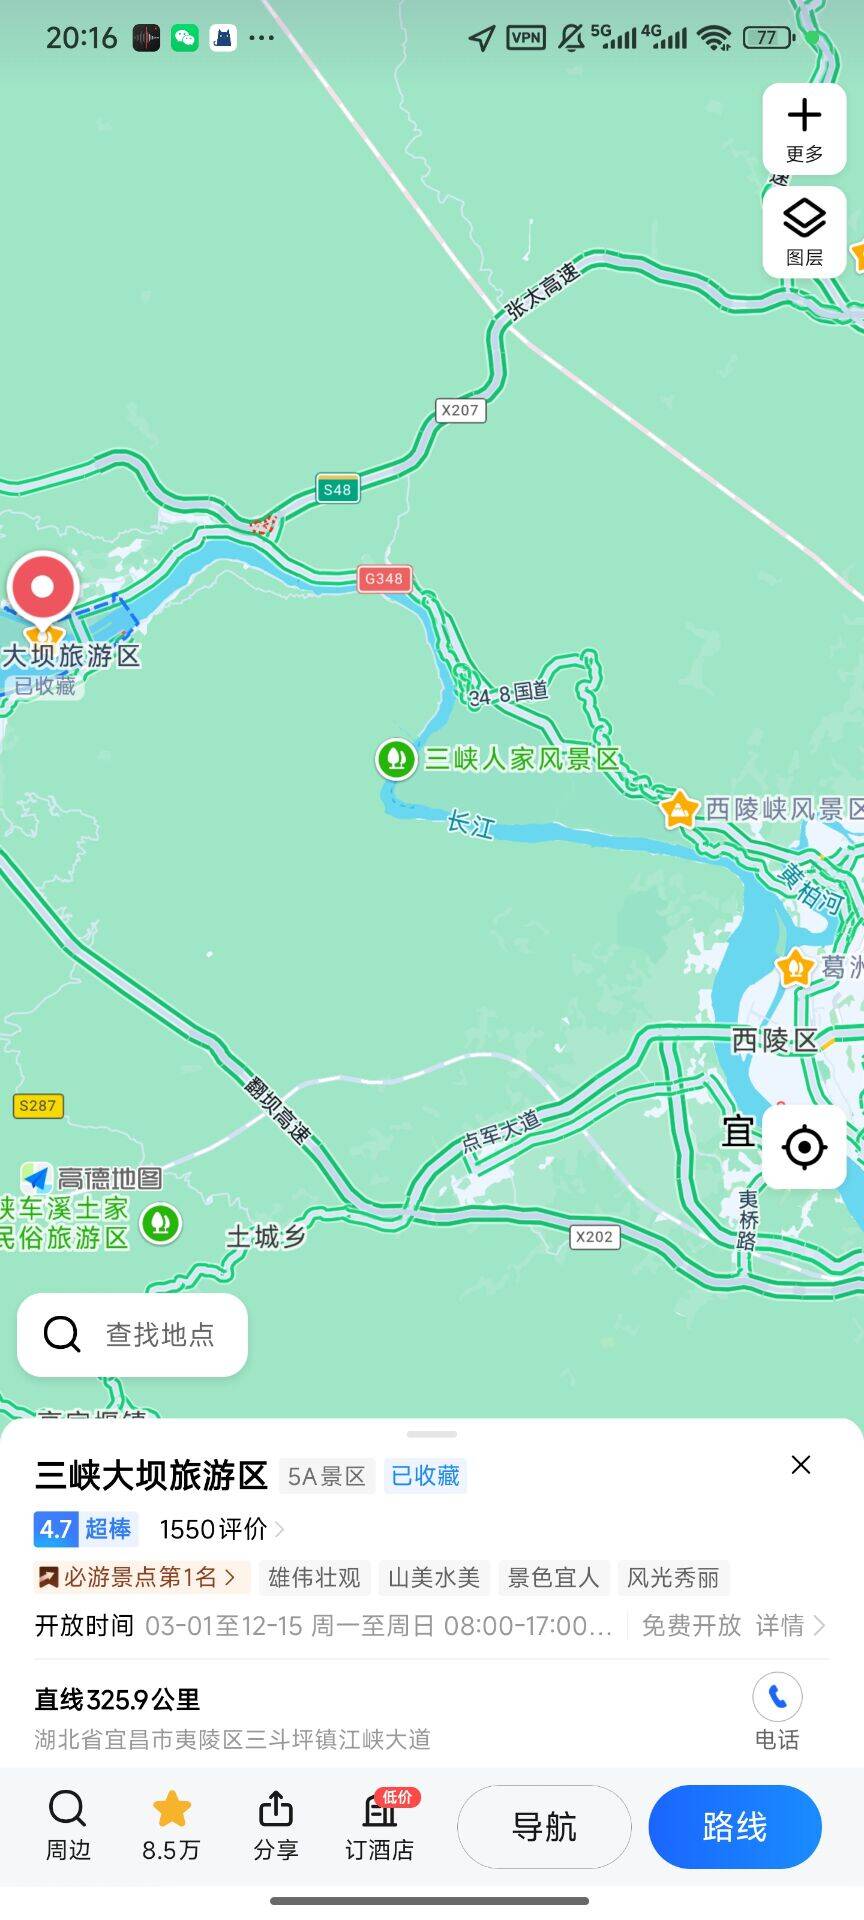 20:16
VPN
5G
4G
77
更多
图层
张太高速
X207
S48
G348
大坝旅游区
已收藏
348国道
三峡人家风景区
西陵峡风景区
长江
黄柏河
葛洲
西陵区
翻坝高速
S287
点军大道
宜
高德地图
峡车溪土家
民俗旅游区
土城乡
夷桥路
X202
查找地点
三峡大坝旅游区 5A景区 已收藏
4.7 超棒 1550评价
必游景点第1名 雄伟壮观 山美水美 景色宜人 风光秀丽
开放时间 03-01至12-15 周一至周日 08:00-17:00... 免费开放 详情
直线325.9公里
湖北省宜昌市夷陵区三斗坪镇江峡大道
电话
低价
周边 8.5万 分享 订酒店 导航 路线